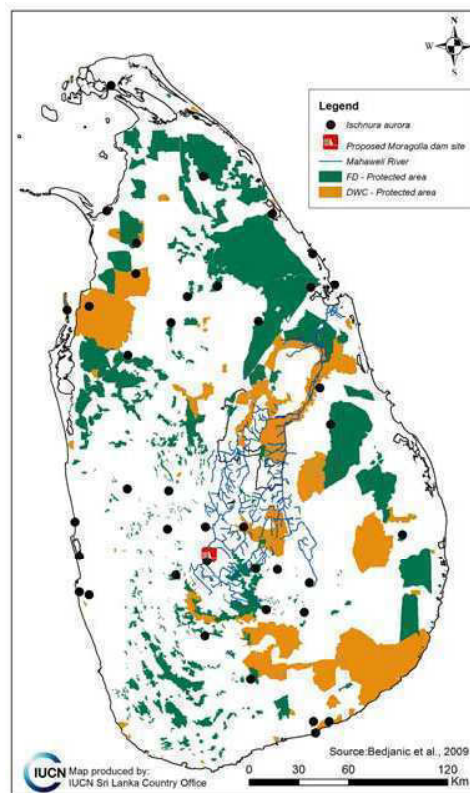 N
W E
S
Legend
Ischnura aurora
Proposed Moragolla dam site
Mahaweli River
FD - Protected area
DWC - Protected area
Source:Bedjanic et al., 2009
IUCN
Map produced by:
IUCN Sri Lanka Country Office
0 30 60 120
Km